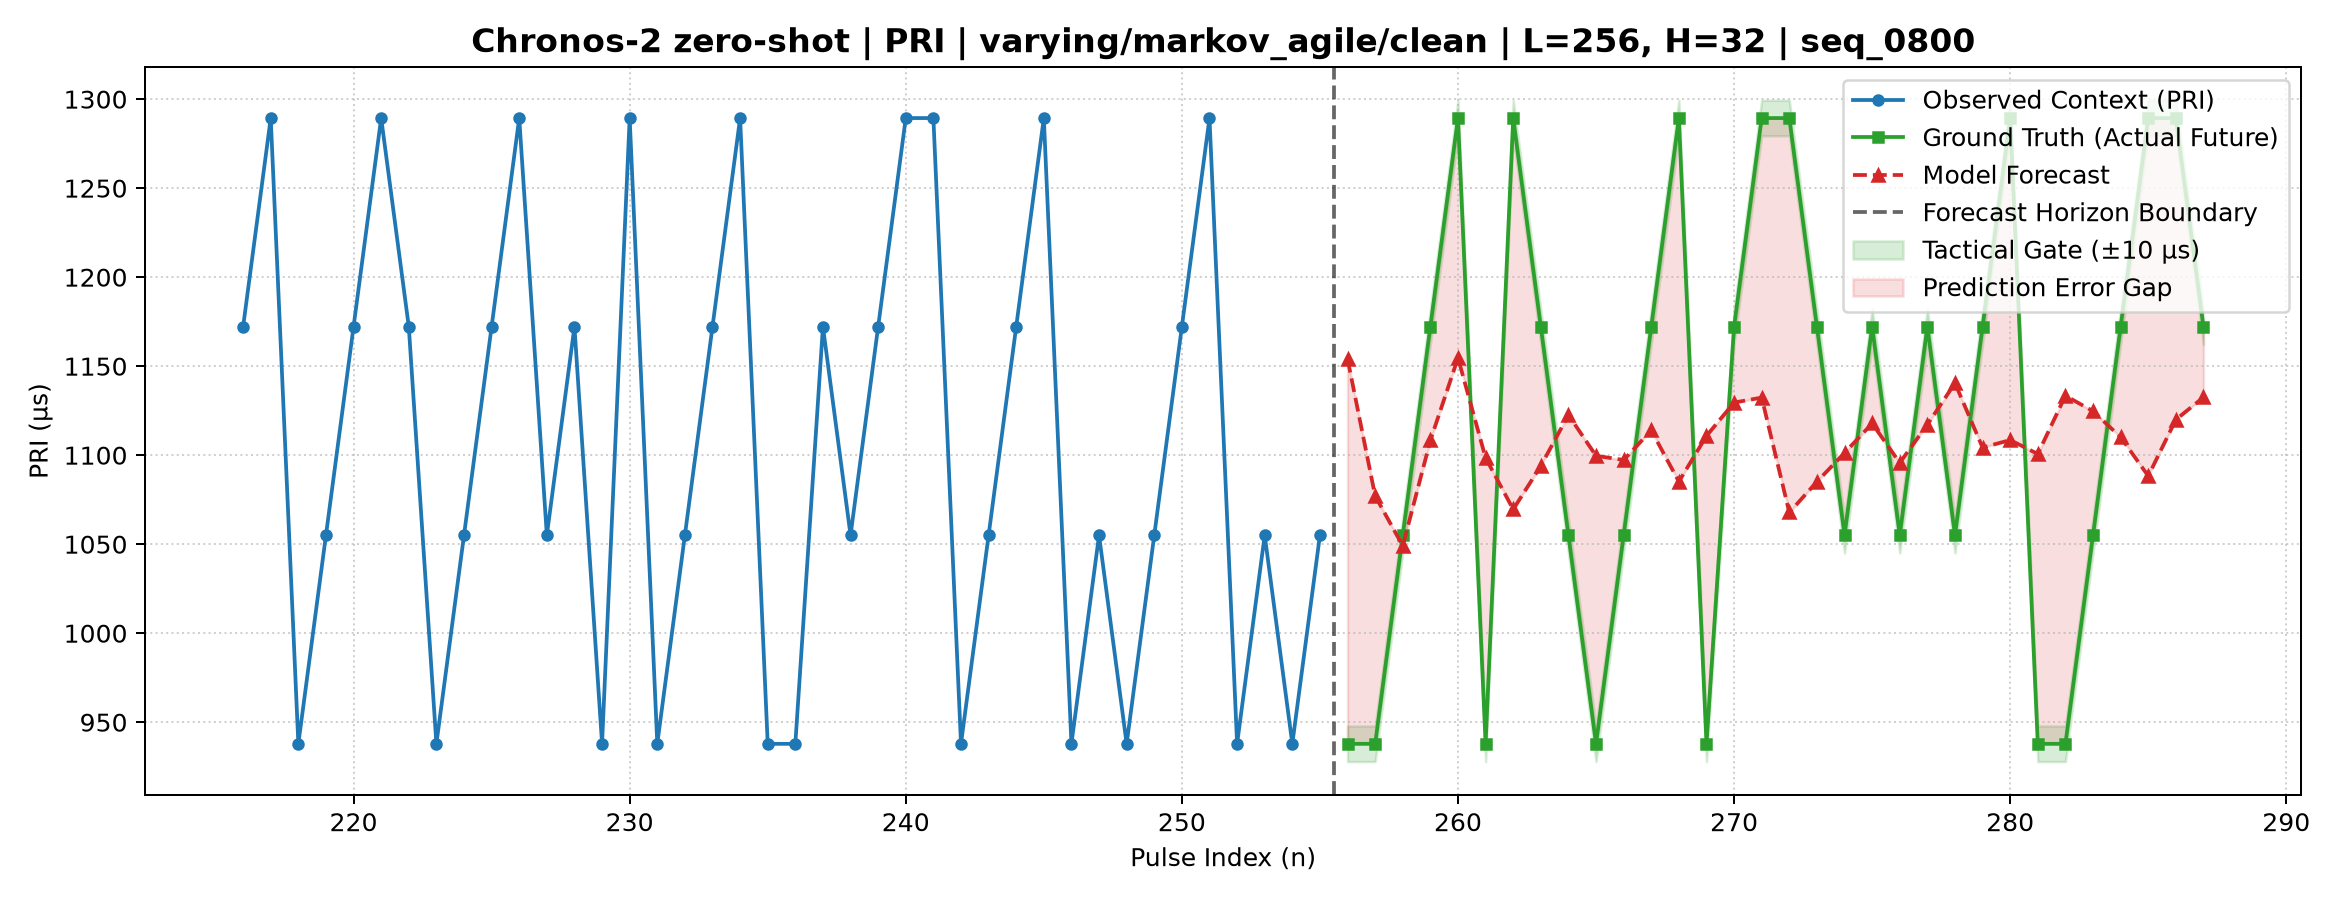 Chronos-2 zero-shot | PRI | varying/markov_agile/clean | L=256, H=32 | seq_0800
PRI (µs)
1300
1250
1200
1150
1100
1050
1000
950
Observed Context (PRI)
Ground Truth (Actual Future)
Model Forecast
Forecast Horizon Boundary
Tactical Gate (±10 µs)
Prediction Error Gap
220 230 240 250 260 270 280 290
Pulse Index (n)